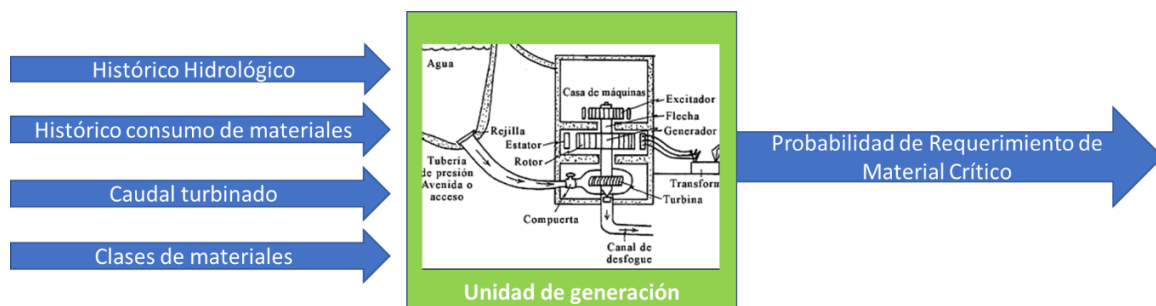 Histórico Hidrológico
Histórico consumo de materiales
Caudal turbinado
Clases de materiales
Agua
Casa de máquinas
Excitador
Flecha
Generador
Rejilla
Estator
Rotor
Tubería
de presión
Avenida o
acceso
Compuerta
Transform
Turbina
Canal de
desfogue
Unidad de generación
Probabilidad de Requerimiento de
Material Crítico